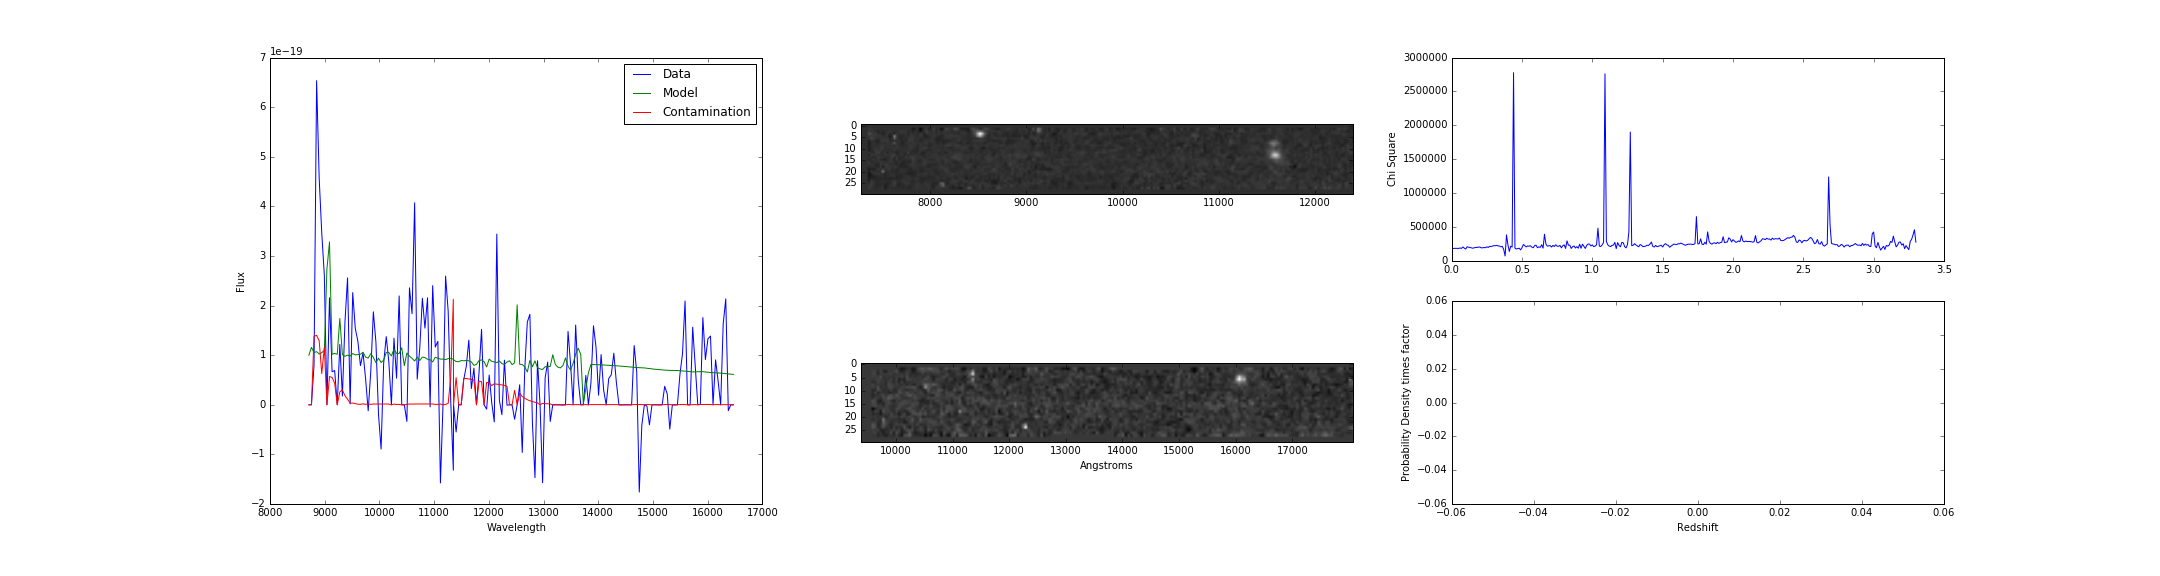 1e−19
7
6
5
4
3
2
1
0
−1
−2
Flux
8000 9000 10000 11000 12000 13000 14000 15000 16000 17000
Wavelength
Data
Model
Contamination
0
5
10
15
20
25
8000 9000 10000 11000 12000
0
5
10
15
20
25
10000 11000 12000 13000 14000 15000 16000 17000
Angstroms
3000000
2500000
2000000
1500000
1000000
500000
0
Chi Square
0.0 0.5 1.0 1.5 2.0 2.5 3.0 3.5
0.06
0.04
0.02
0.00
−0.02
−0.04
−0.06
Probability Density times factor
−0.06 −0.04 −0.02 0.00 0.02 0.04 0.06
Redshift